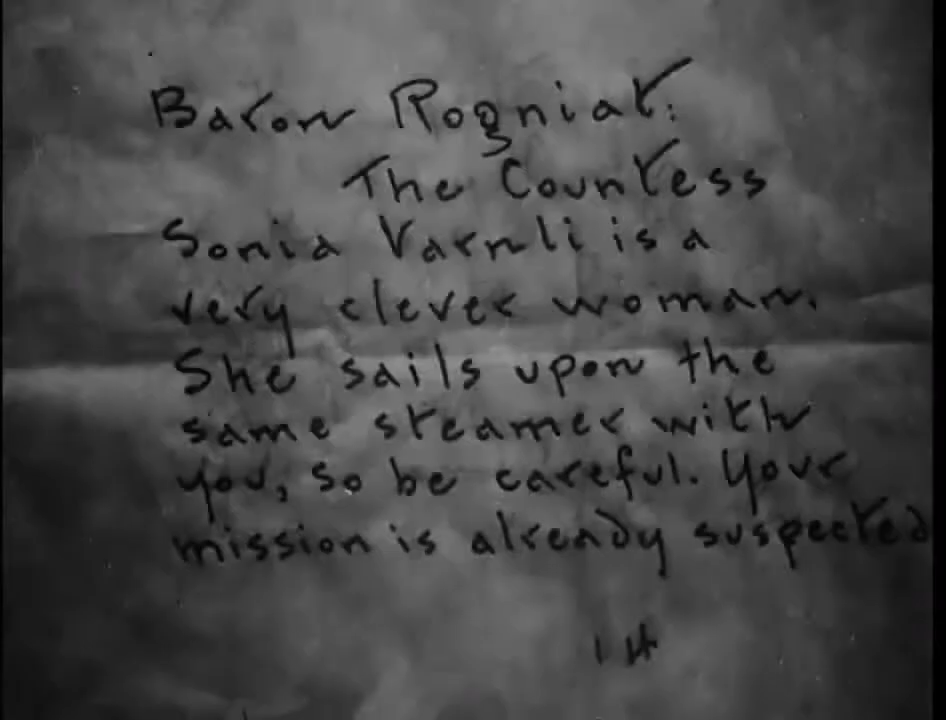 Baron Rogniat:
The Countess
Sonia Varnli is a
very clever woman.
She sails upon the
same steamer with
you, so be careful. Your
mission is already suspected
14